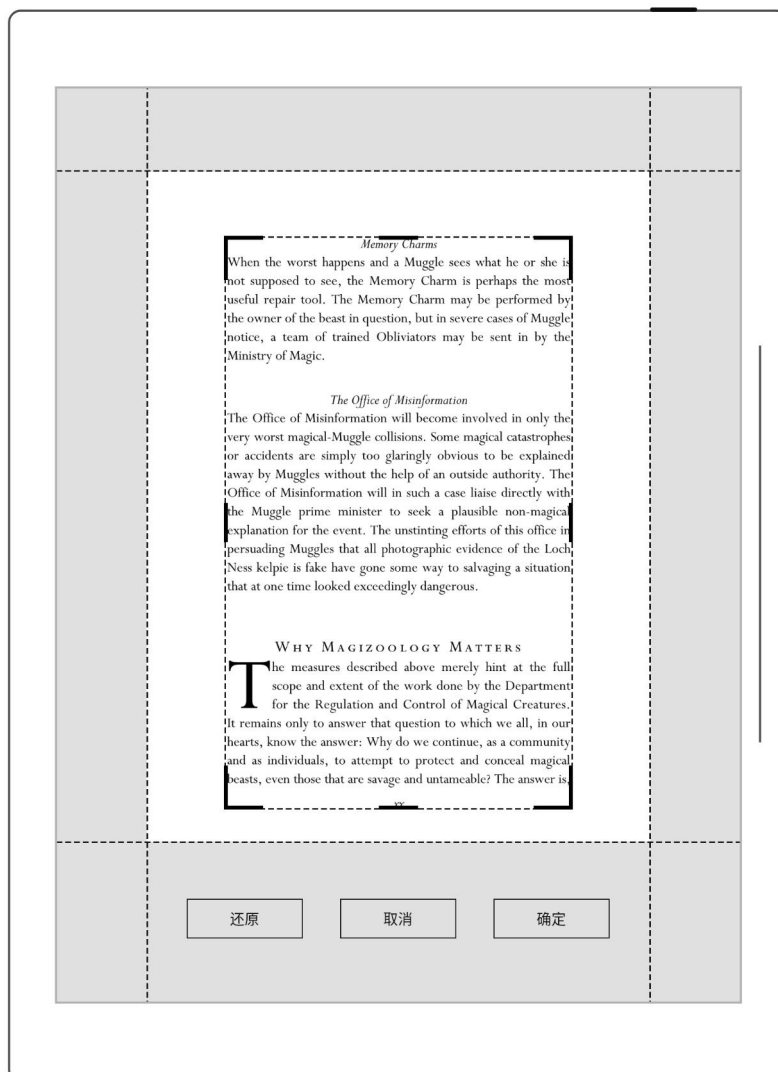 Memory Charms
When the worst happens and a Muggle sees what he or she is
not supposed to see, the Memory Charm is perhaps the most
useful repair tool. The Memory Charm may be performed by
the owner of the beast in question, but in severe cases of Muggle
notice, a team of trained Obliviators may be sent in by the
Ministry of Magic.
The Office of Misinformation
The Office of Misinformation will become involved in only the
very worst magical-Muggle collisions. Some magical catastrophes
or accidents are simply too glaringly obvious to be explained
away by Muggles without the help of an outside authority. The
Office of Misinformation will in such a case liaise directly with
the Muggle prime minister to seek a plausible non-magical
explanation for the event. The unstinting efforts of this office in
persuading Muggles that all photographic evidence of the Loch
Ness kelpie is fake have gone some way to salvaging a situation
that at one time looked exceedingly dangerous.
WHY MAGIZOOLOGY MATTERS
The measures described above merely hint at the full
scope and extent of the work done by the Department
for the Regulation and Control of Magical Creatures.
It remains only to answer that question to which we all, in our
hearts, know the answer: Why do we continue, as a community
and as individuals, to attempt to protect and conceal magical
beasts, even those that are savage and untameable? The answer is,
xx
还原 取消 确定